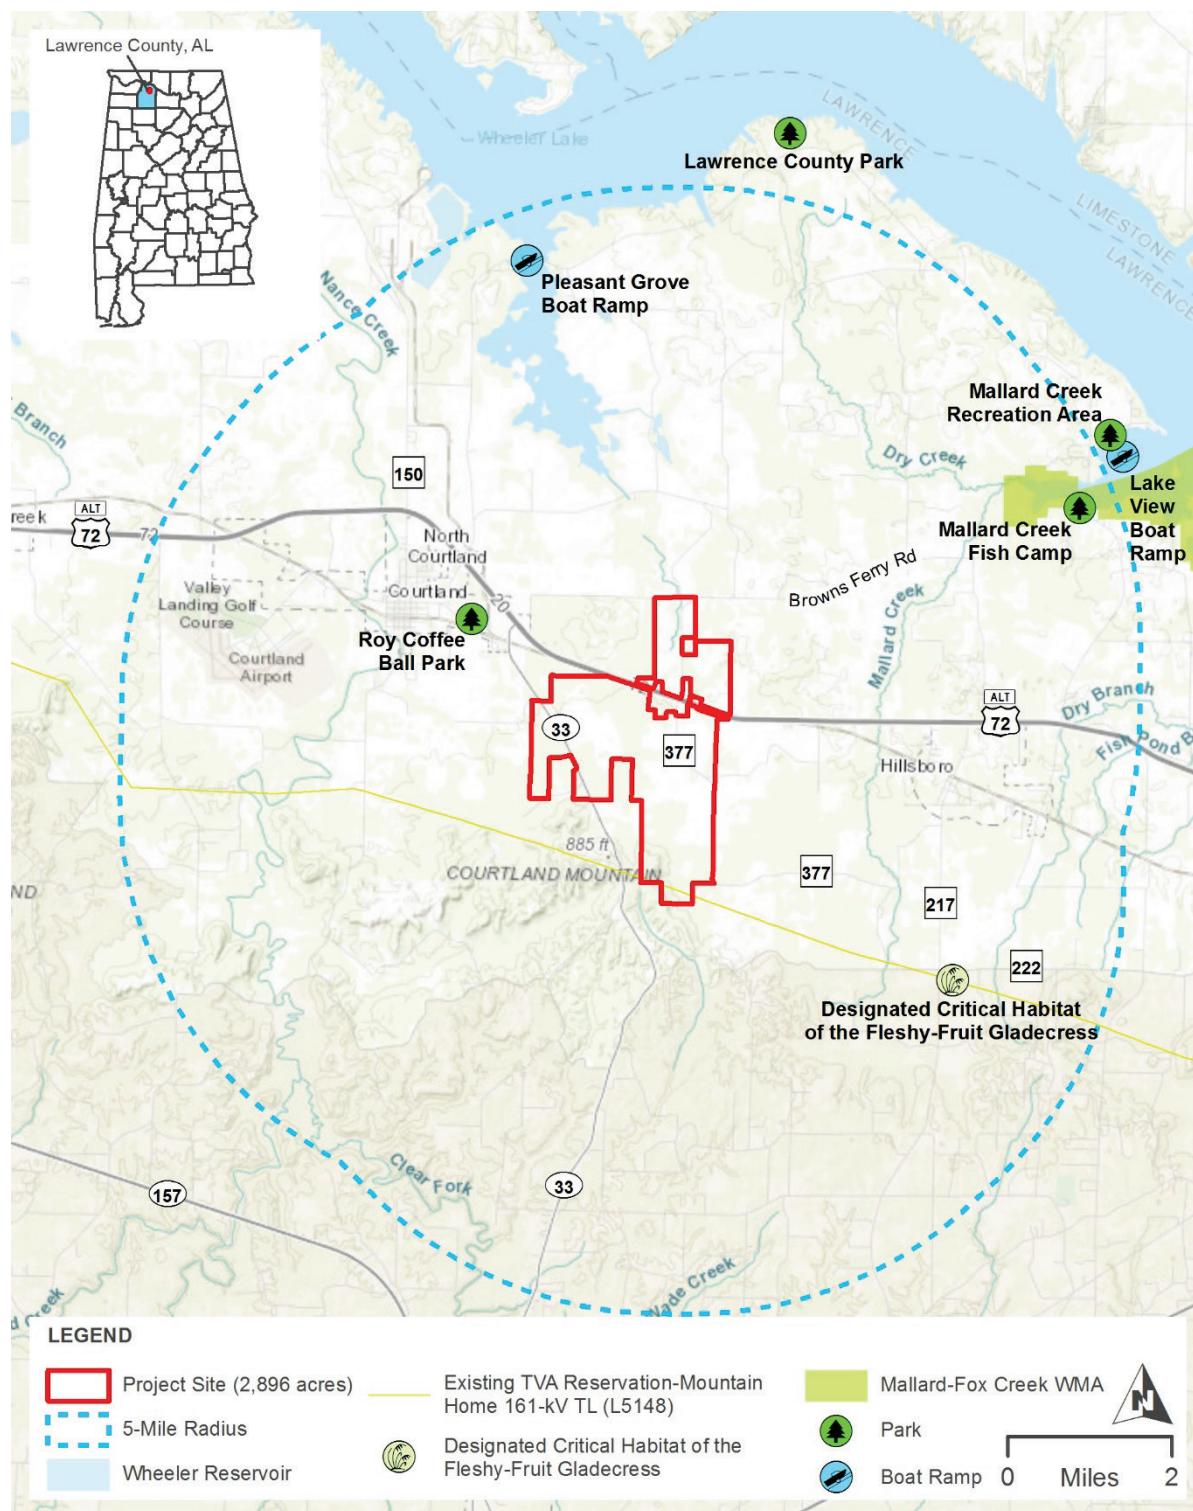 Lawrence County, AL
Wheeler Lake
LAWRENCE
LIMESTONE
LAWRENCE
Lawrence County Park
Pleasant Grove
Boat Ramp
Nance Creek
Branch
Mallard Creek
Recreation Area
Dry Creek
Lake
View
Boat
Ramp
Mallard Creek
Fish Camp
150
ALT
72
reek
72
North
Courtland
Courtland
20
Browns Ferry Rd
Valley
Landing Golf
Course
Roy Coffee
Ball Park
Courtland
Airport
Mallard Creek
33
377
ALT
72
Dry Branch
Fish Pond B
Hillsboro
885 ft
COURTLAND MOUNTAIN
ND
377
217
222
Designated Critical Habitat
of the Fleshy-Fruit Gladecress
Clear Fork
157
33
Wade Creek
d Creek
LEGEND
Project Site (2,896 acres)
5-Mile Radius
Wheeler Reservoir
Existing TVA Reservation-Mountain
Home 161-kV TL (L5148)
Designated Critical Habitat of the
Fleshy-Fruit Gladecress
Mallard-Fox Creek WMA
Park
Boat Ramp
N
0 Miles 2